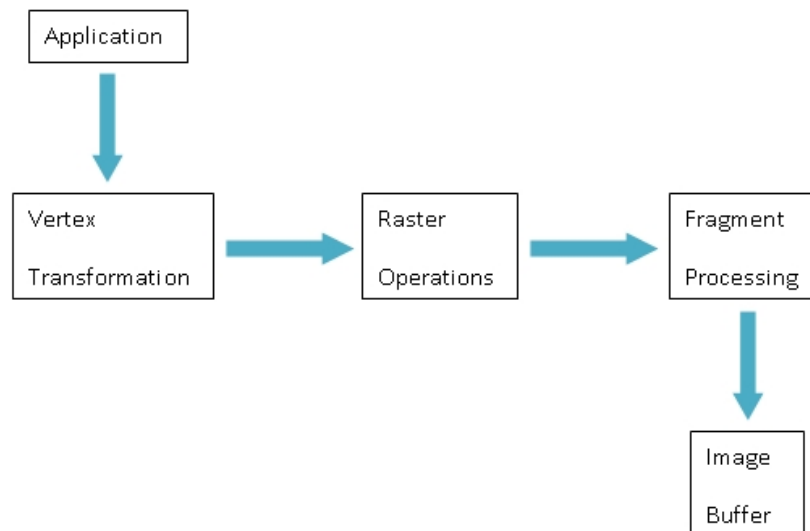 Application
Vertex
Transformation
Raster
Operations
Fragment
Processing
Image
Buffer